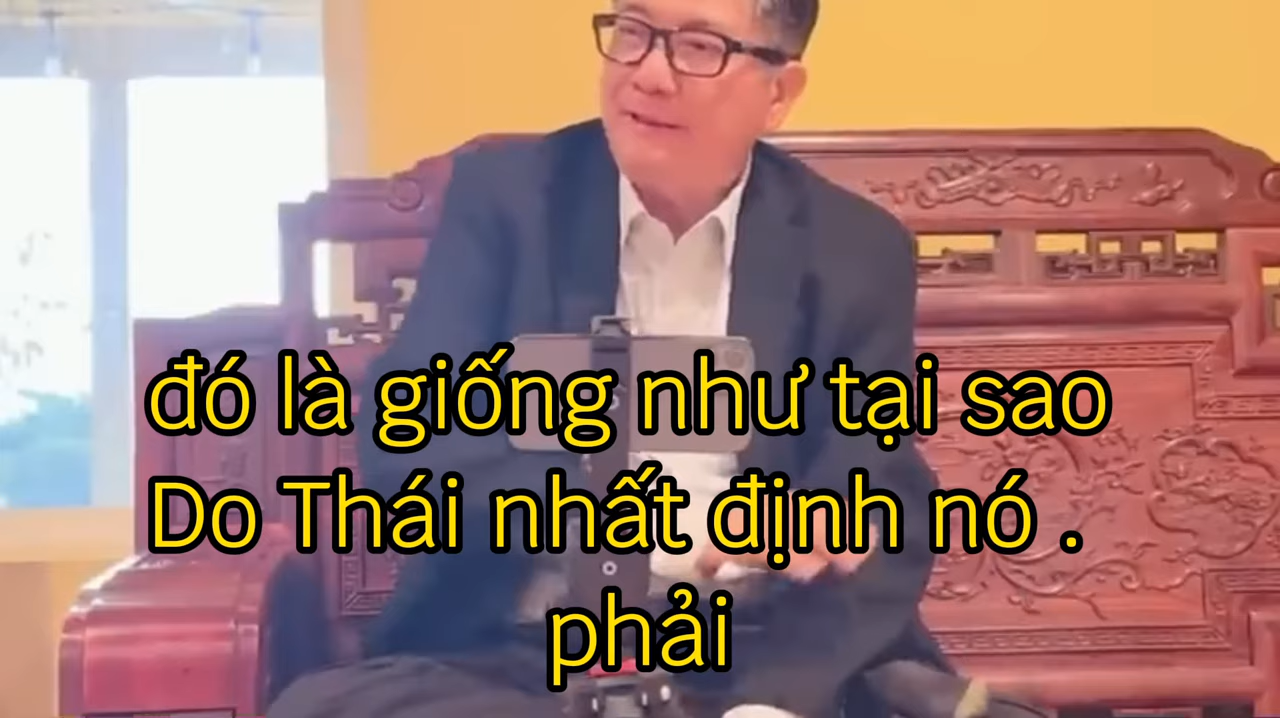 đó là giống như tại sao
Do Thái nhất định nó .
phải